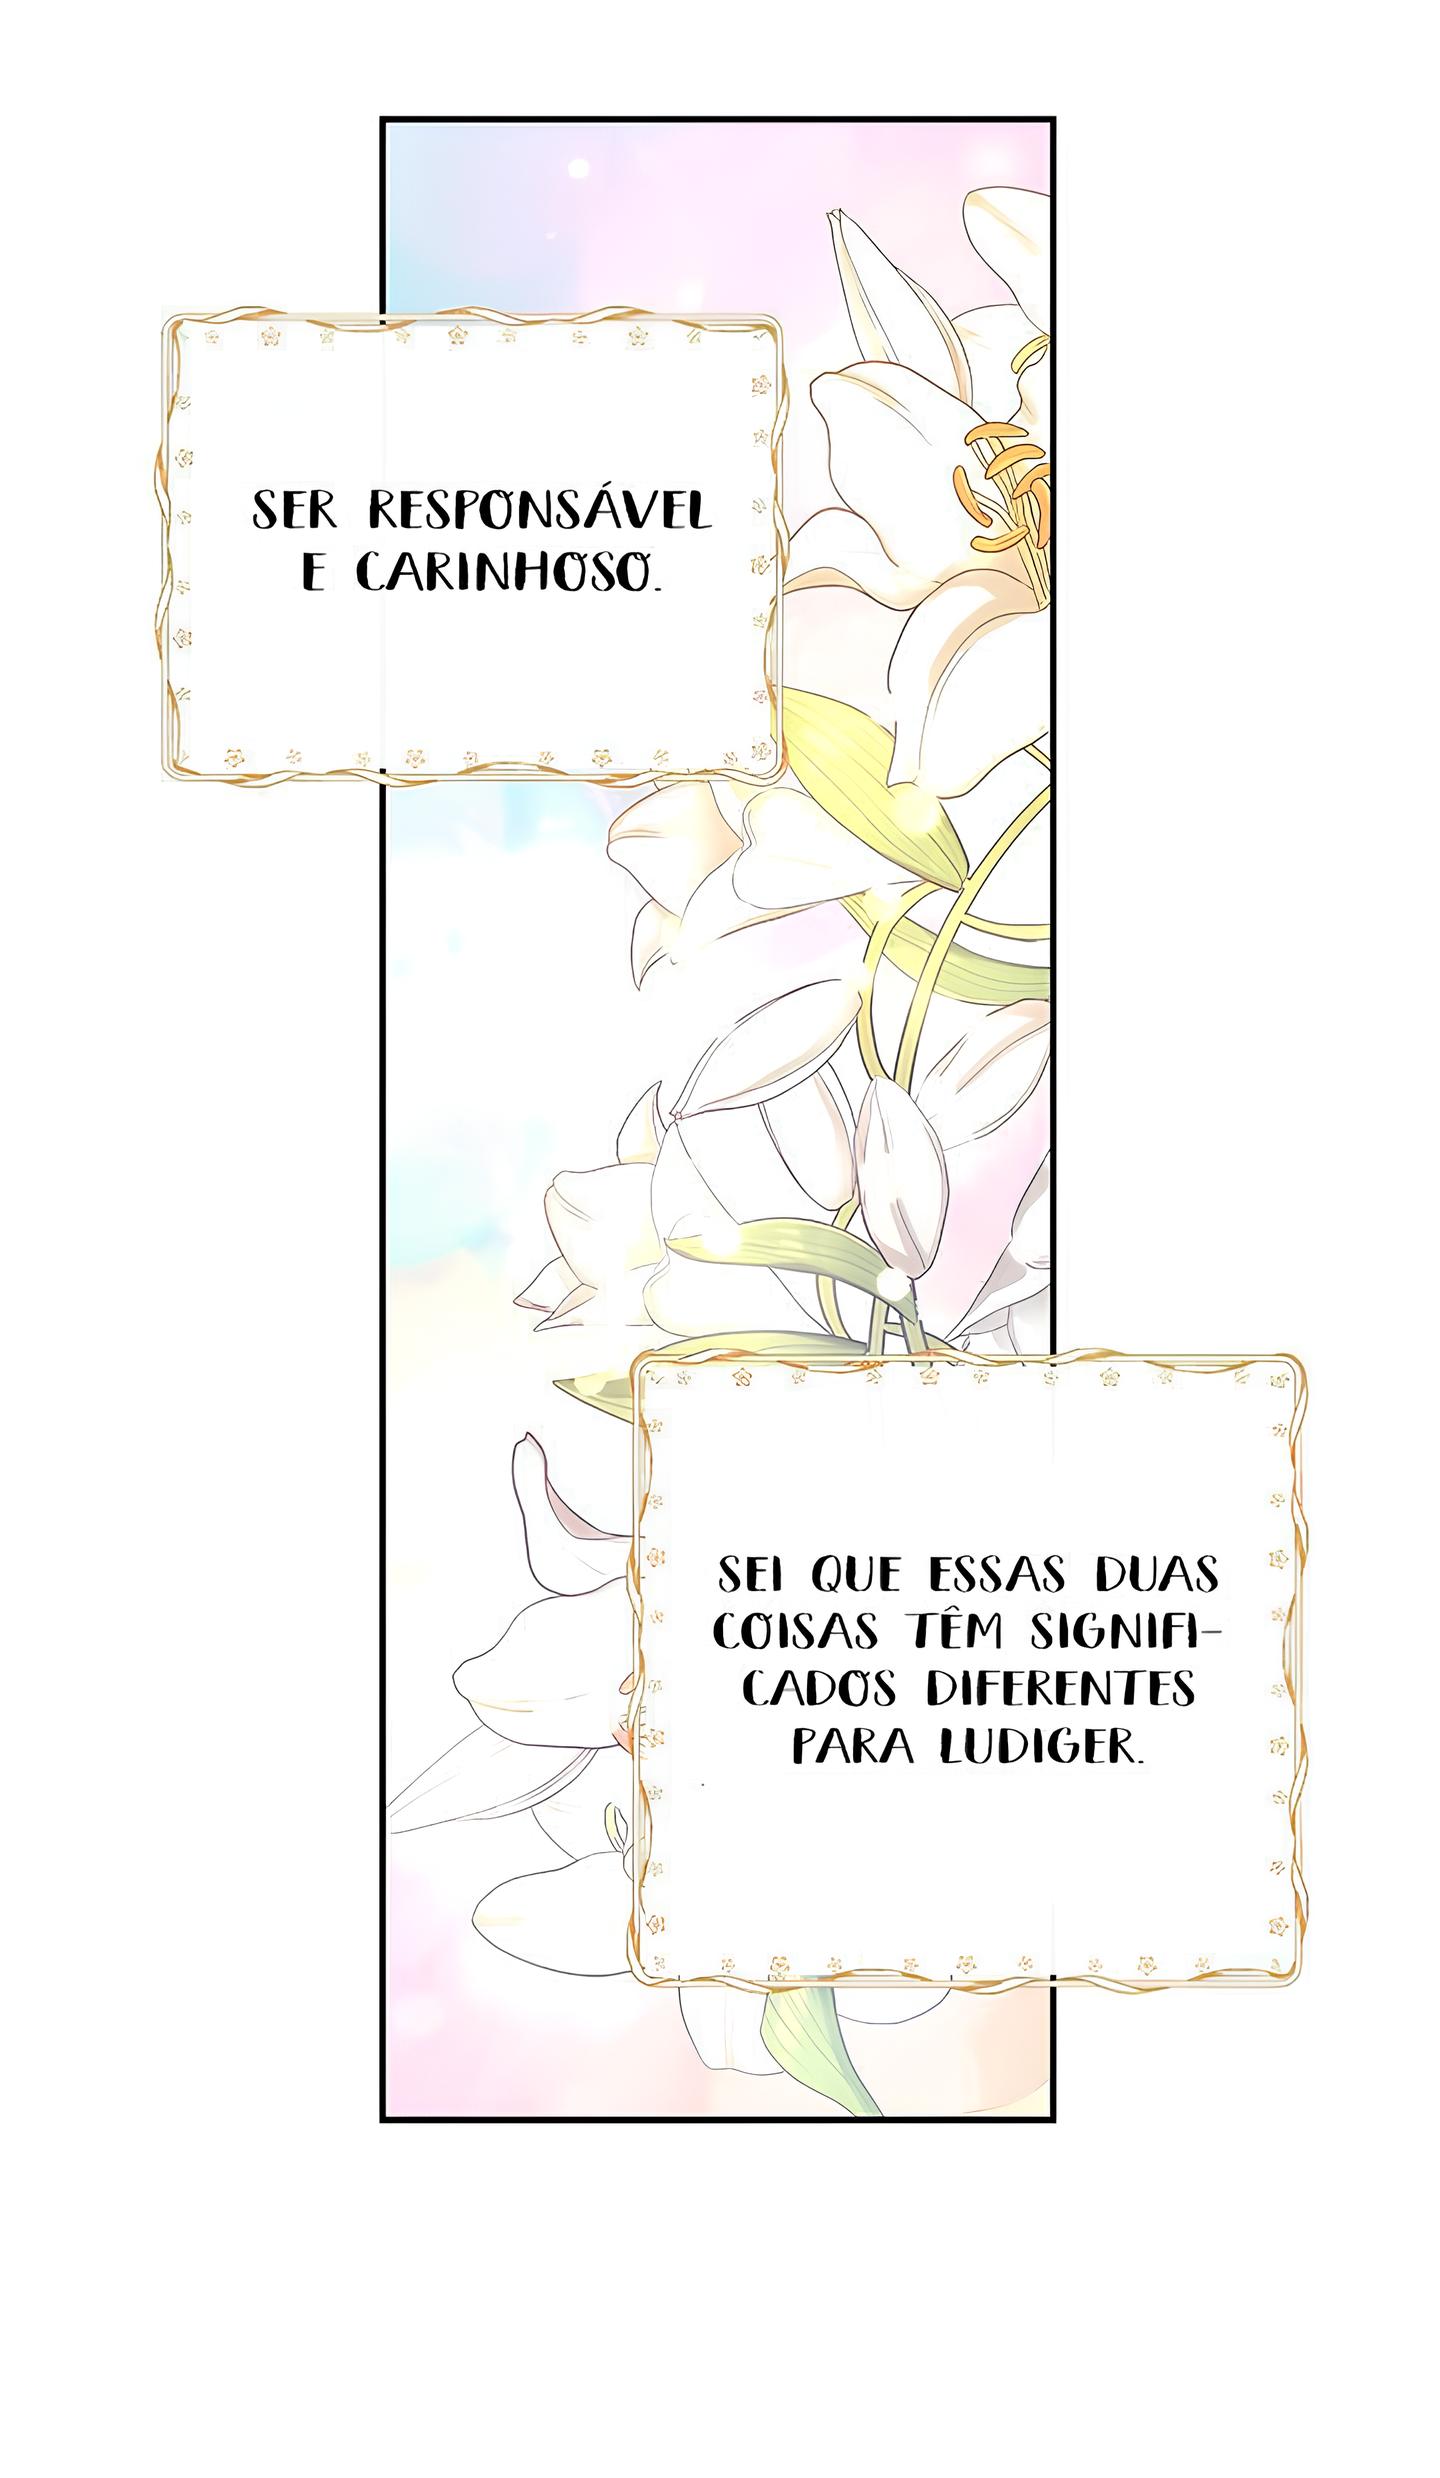 SER RESPONSÁVEL
E CARINHOSO.
SEI QUE ESSAS DUAS
COISAS TÊM SIGNIFI-
CADOS DIFERENTES
PARA LUDIGER.